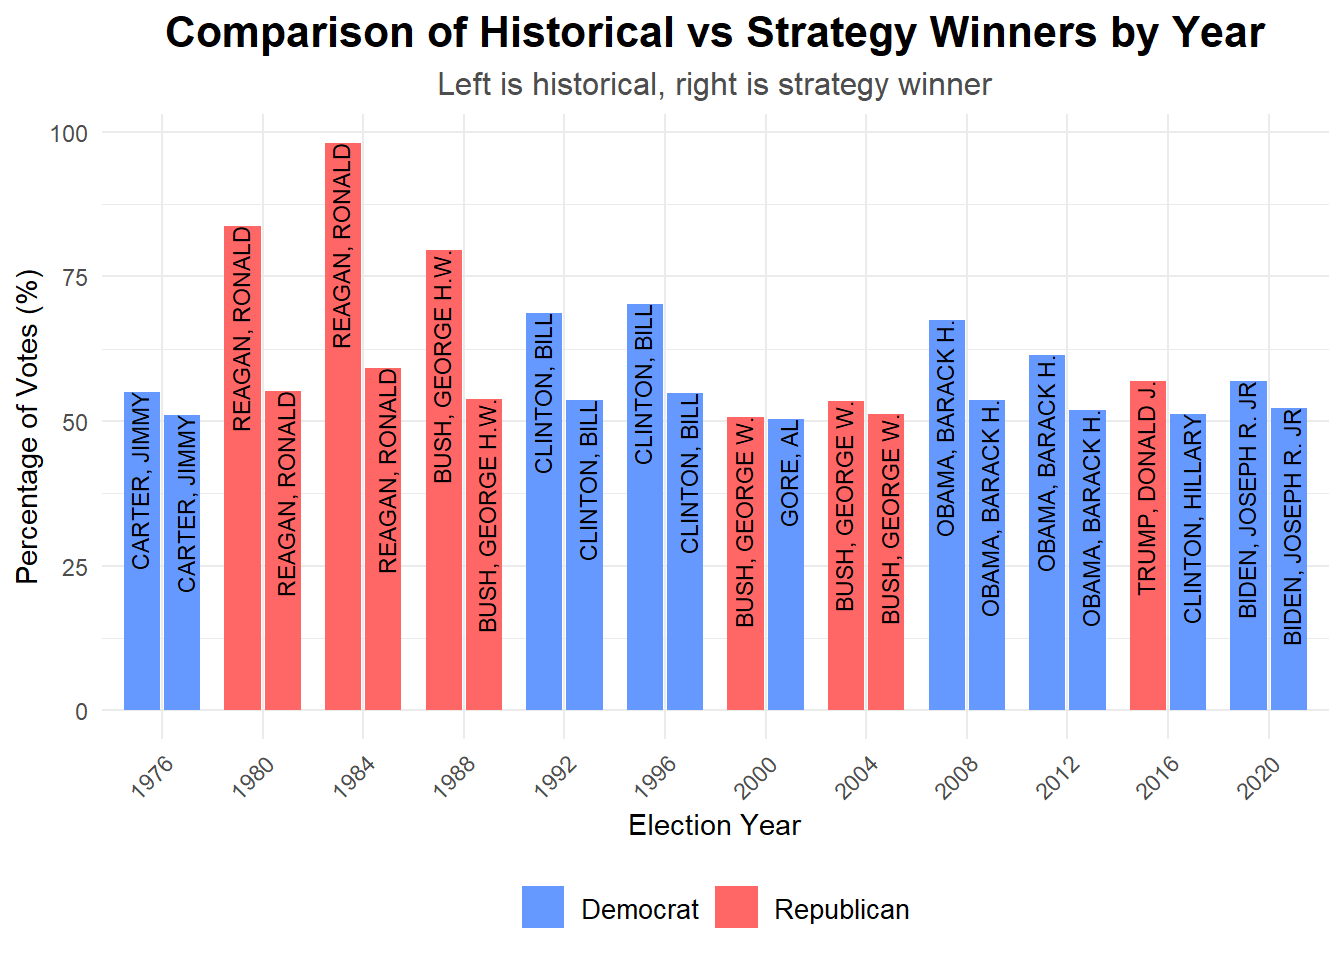 Comparison of Historical vs Strategy Winners by Year
Left is historical, right is strategy winner
Percentage of Votes (%)
100
75
50
25
0
CARTER, JIMMY
CARTER, JIMMY
REAGAN, RONALD
REAGAN, RONALD
REAGAN, RONALD
REAGAN, RONALD
BUSH, GEORGE H.W.
BUSH, GEORGE H.W.
CLINTON, BILL
CLINTON, BILL
CLINTON, BILL
CLINTON, BILL
BUSH, GEORGE W.
GORE, AL
BUSH, GEORGE W.
BUSH, GEORGE W.
OBAMA, BARACK H.
OBAMA, BARACK H.
OBAMA, BARACK H.
OBAMA, BARACK H.
TRUMP, DONALD J.
CLINTON, HILLARY
BIDEN, JOSEPH R. JR
BIDEN, JOSEPH R. JR
1976
1980
1984
1988
1992
1996
2000
2004
2008
2012
2016
2020
Election Year
Democrat
Republican